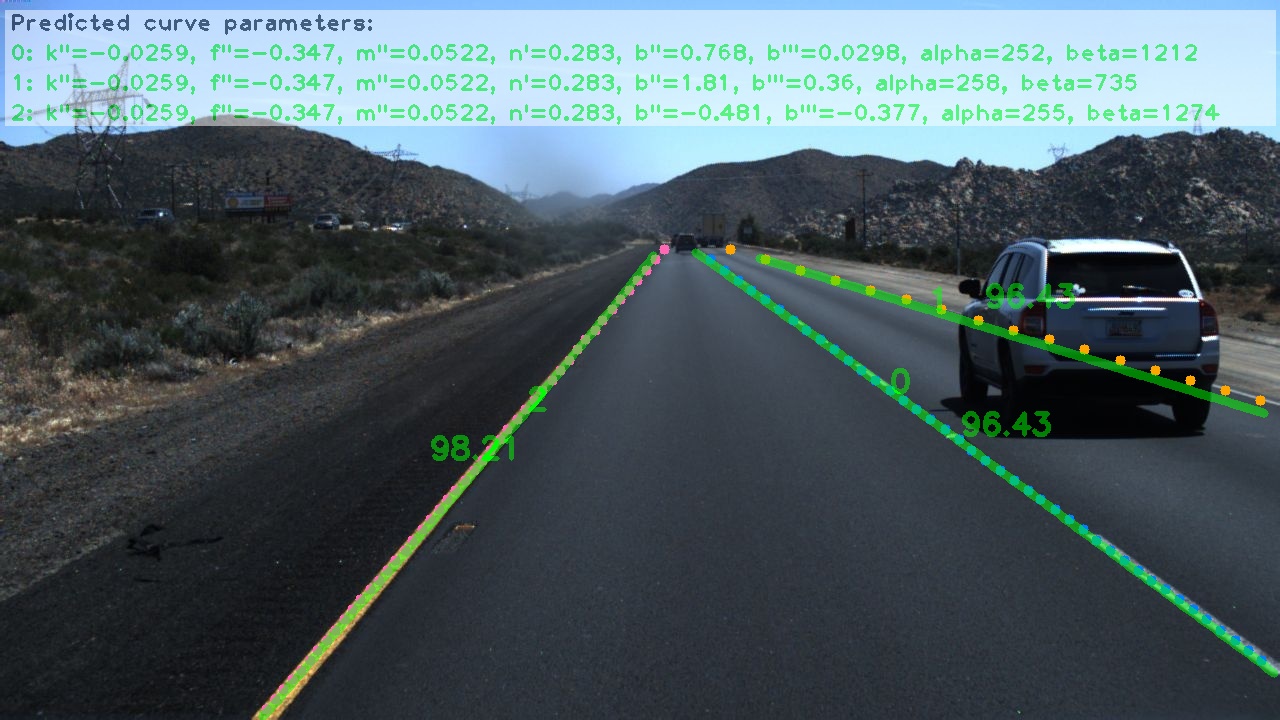 Predicted curve parameters:
0: k''=-0.0259, f''=-0.347, m''=0.0522, n'=0.283, b''=0.768, b'''=0.0298, alpha=252, beta=1212
1: k''=-0.0259, f''=-0.347, m''=0.0522, n'=0.283, b''=1.81, b'''=0.36, alpha=258, beta=735
2: k''=-0.0259, f''=-0.347, m''=0.0522, n'=0.283, b''=-0.481, b'''=-0.377, alpha=255, beta=1274
1 96.43
0
96.43
2
98.21